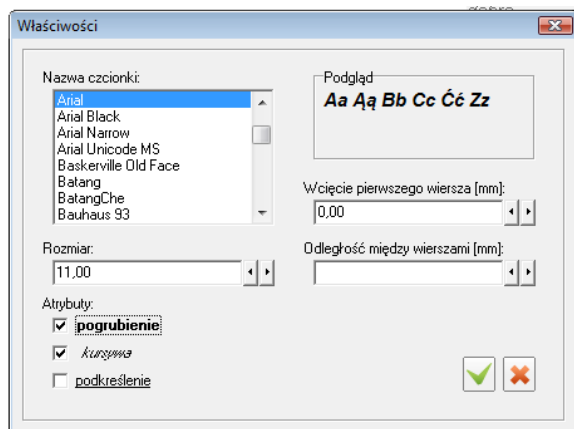 Właściwości
Nazwa czcionki:
Arial
Arial Black
Arial Narrow
Arial Unicode MS
Baskerville Old Face
Batang
BatangChe
Bauhaus 93
Podgląd
Aa Ąą Bb Cc Ćć Zz
Wcięcie pierwszego wiersza [mm]:
0,00
Rozmiar:
11,00
Odległość między wierszami [mm]:
Atrybuty:
pogrubienie
kursywa
podkreślenie